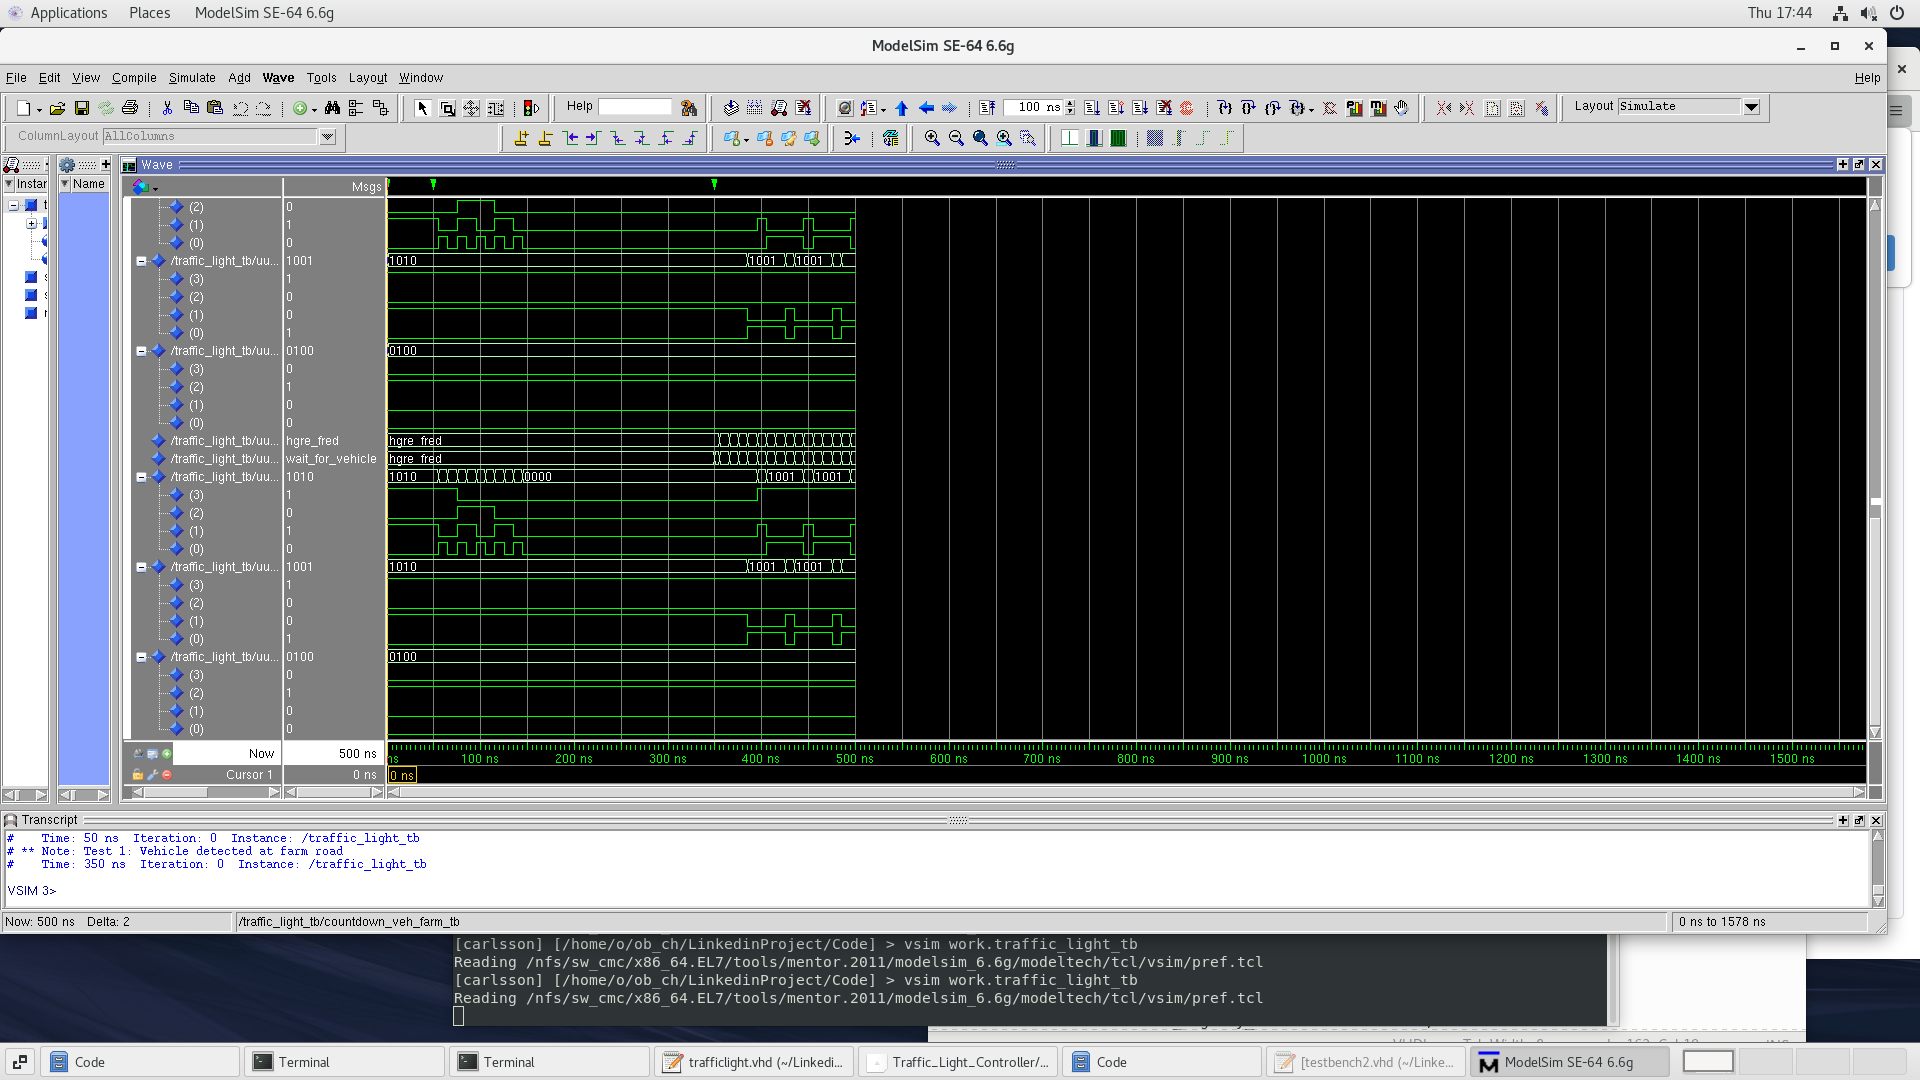 Applications Places ModelSim SE-64 6.6g Thu 17:44
ModelSim SE-64 6.6g
File Edit View Compile Simulate Add Wave Tools Layout Window Help
Help 100 ns Layout Simulate
ColumnLayout AllColumns
Wave
Instar Name Msgs
(2) 0
(1) 1
(0) 0
/traffic_light_tb/uu... 1001 1010 1001 1001
(3) 1
(2) 0
(1) 0
(0) 1
/traffic_light_tb/uu... 0100 0100
(3) 0
(2) 1
(1) 0
(0) 0
/traffic_light_tb/uu... hgre_fred hgre_fred
/traffic_light_tb/uu... wait_for_vehicle hgre_fred
/traffic_light_tb/uu... 1010 1010 0000 1001 1001
(3) 1
(2) 0
(1) 1
(0) 0
/traffic_light_tb/uu... 1001 1010 1001 1001
(3) 1
(2) 0
(1) 0
(0) 1
/traffic_light_tb/uu... 0100 0100
(3) 0
(2) 1
(1) 0
(0) 0
Now 500 ns ns 100 ns 200 ns 300 ns 400 ns 500 ns 600 ns 700 ns 800 ns 900 ns 1000 ns 1100 ns 1200 ns 1300 ns 1400 ns 1500 ns
Cursor 1 0 ns 0 ns
Transcript
# Time: 50 ns Iteration: 0 Instance: /traffic_light_tb
# ** Note: Test 1: Vehicle detected at farm road
# Time: 350 ns Iteration: 0 Instance: /traffic_light_tb
VSIM 3>
Now: 500 ns Delta: 2 /traffic_light_tb/countdown_veh_farm_tb 0 ns to 1578 ns
[carlsson] [/home/o/ob_ch/LinkedinProject/Code] > vsim work.traffic_light_tb
Reading /nfs/sw_cmc/x86_64.EL7/tools/mentor.2011/modelsim_6.6g/modeltech/tcl/vsim/pref.tcl
[carlsson] [/home/o/ob_ch/LinkedinProject/Code] > vsim work.traffic_light_tb
Reading /nfs/sw_cmc/x86_64.EL7/tools/mentor.2011/modelsim_6.6g/modeltech/tcl/vsim/pref.tcl
Code Terminal Terminal trafficlight.vhd (~/Linkedi... Traffic_Light_Controller/... Code [testbench2.vhd (~/Linke... ModelSim SE-64 6.6g